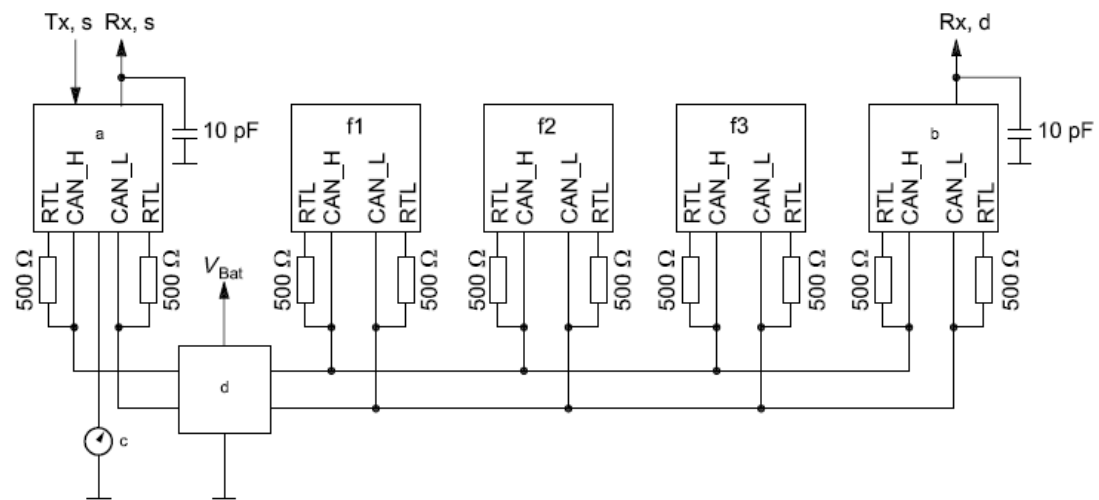 Tx, s Rx, s Rx, d
10 pF 10 pF
a f1 f2 f3 b
RTL CAN_H CAN_L RTL RTL CAN_H CAN_L RTL RTL CAN_H CAN_L RTL RTL CAN_H CAN_L RTL RTL CAN_H CAN_L RTL
500 Ω 500 Ω 500 Ω 500 Ω 500 Ω 500 Ω 500 Ω 500 Ω 500 Ω 500 Ω
VBat
d
c